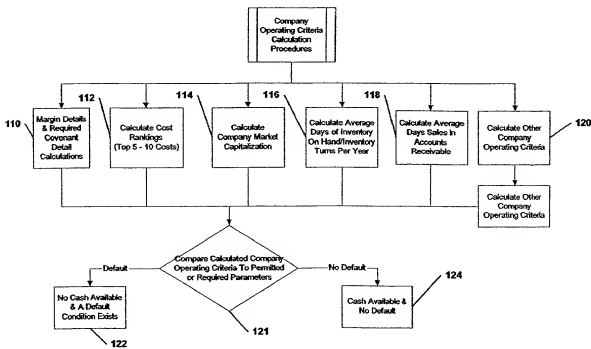 Company
Operating Criteria
Calculation
Procedures
110
Margin Details
& Required
Covenant
Detail
Calculations
112
Calculate Cost
Rankings
(Top 5 - 10 Costs)
114
Calculate
Company Market
Capitalization
116
Calculate Average
Days of Inventory
On Hand/Inventory
Turns Per Year
118
Calculate Average
Days Sales In
Accounts
Receivable
120
Calculate Other
Company
Operating Criteria
Calculate Other
Company
Operating Criteria
Compare Calculated Company
Operating Criteria To Permitted
or Required Parameters
121
Default
No Default
No Cash Available
& A Default
Condition Exists
122
Cash Available &
No Default
124